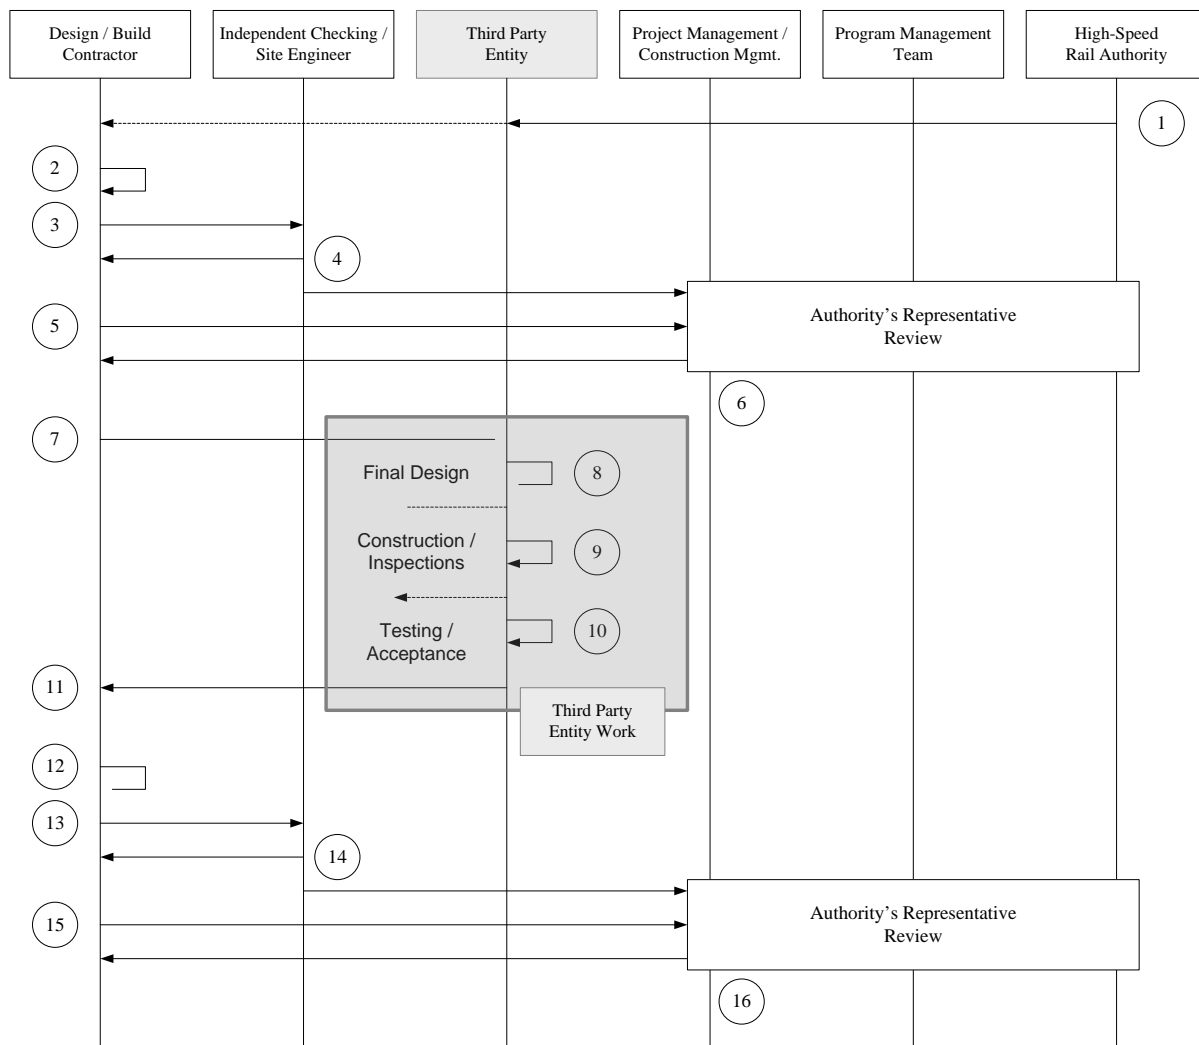 Design / Build
Contractor
Independent Checking /
Site Engineer
Third Party
Entity
Project Management /
Construction Mgmt.
Program Management
Team
High-Speed
Rail Authority
1
2
3
4
5
Authority’s Representative
Review
6
7
Final Design
8
Construction /
Inspections
9
Testing /
Acceptance
10
11
Third Party
Entity Work
12
13
14
15
Authority’s Representative
Review
16